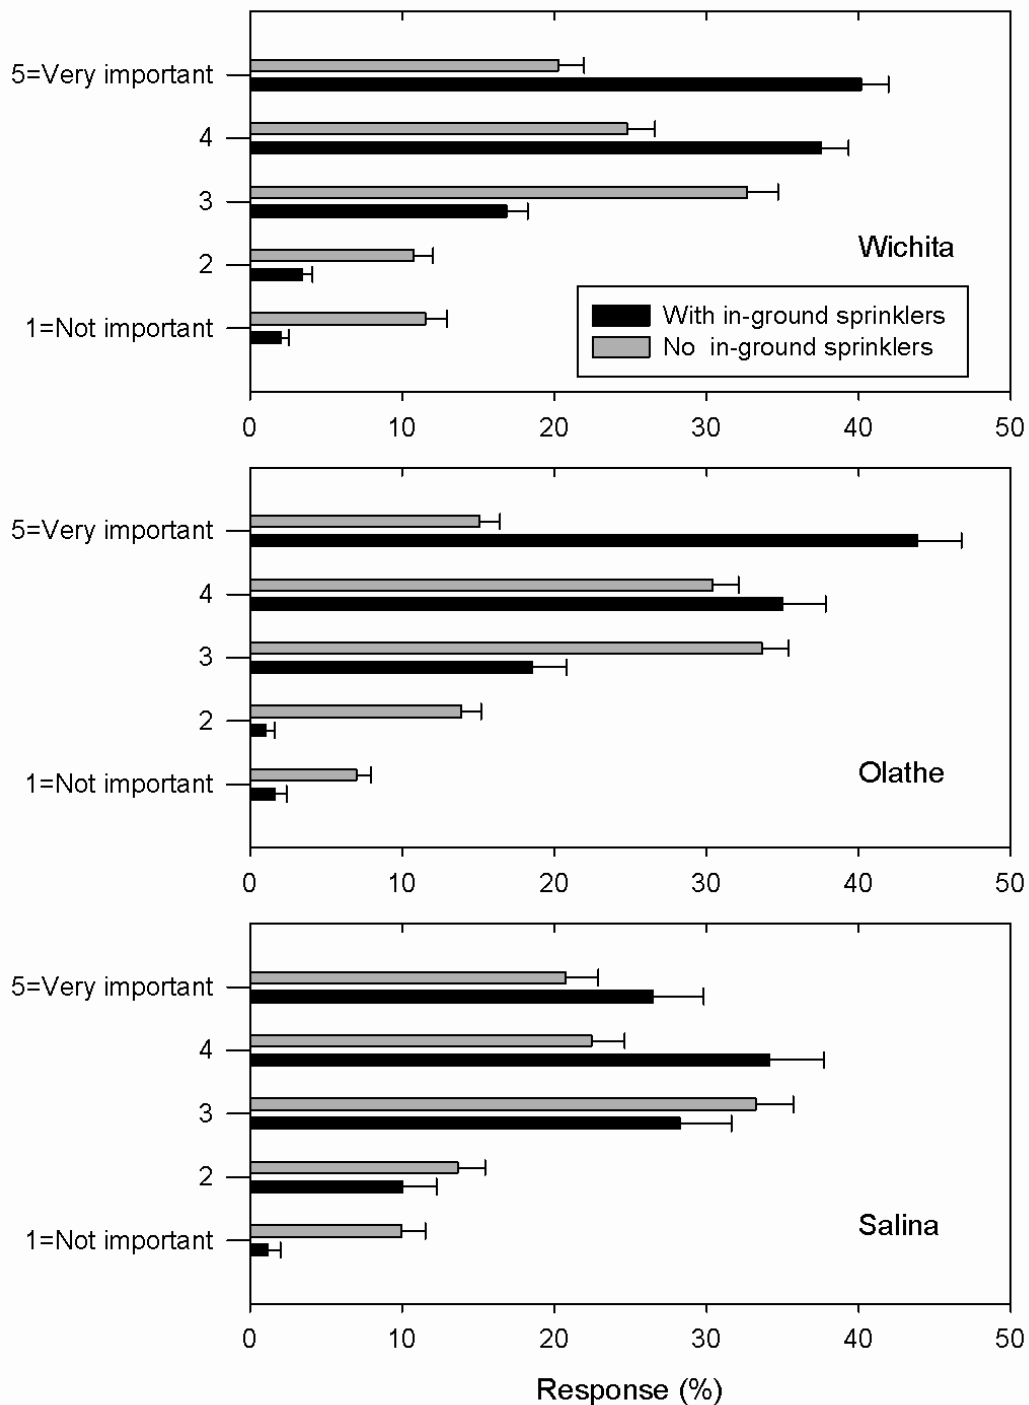 5=Very important
4
3
2
1=Not important
Wichita
With in-ground sprinklers
No in-ground sprinklers
0 10 20 30 40 50
5=Very important
4
3
2
1=Not important
Olathe
0 10 20 30 40 50
5=Very important
4
3
2
1=Not important
Salina
0 10 20 30 40 50
Response (%)